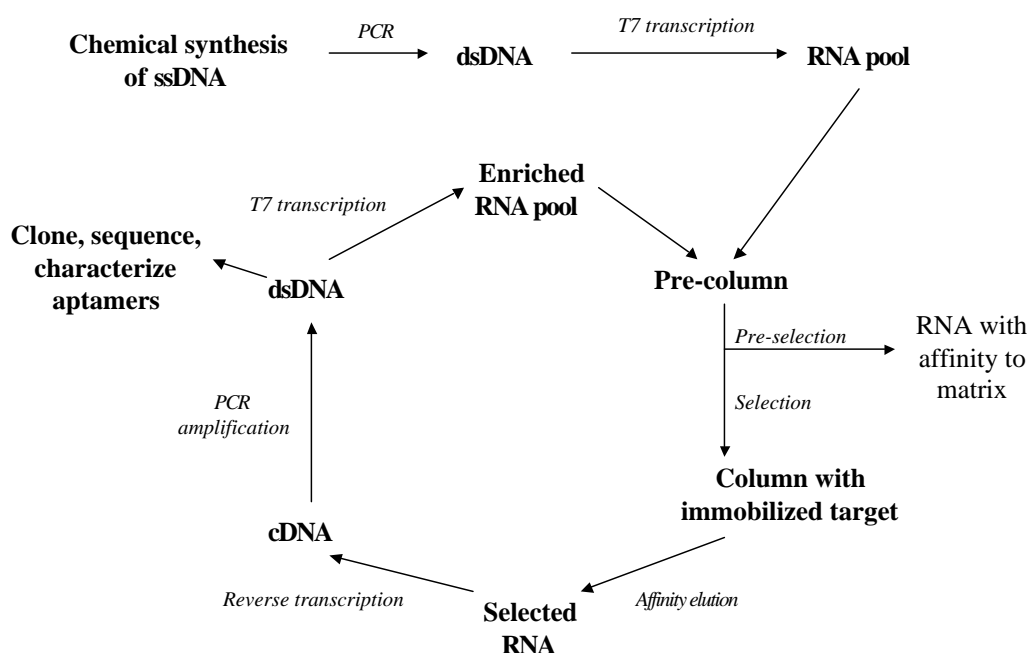 Chemical synthesis
of ssDNA
PCR
dsDNA
T7 transcription
RNA pool
Enriched
RNA pool
T7 transcription
Clone, sequence,
characterize
aptamers
dsDNA
Pre-column
Pre-selection
RNA with
affinity to
matrix
Selection
PCR
amplification
Column with
immobilized target
cDNA
Reverse transcription
Selected
RNA
Affinity elution